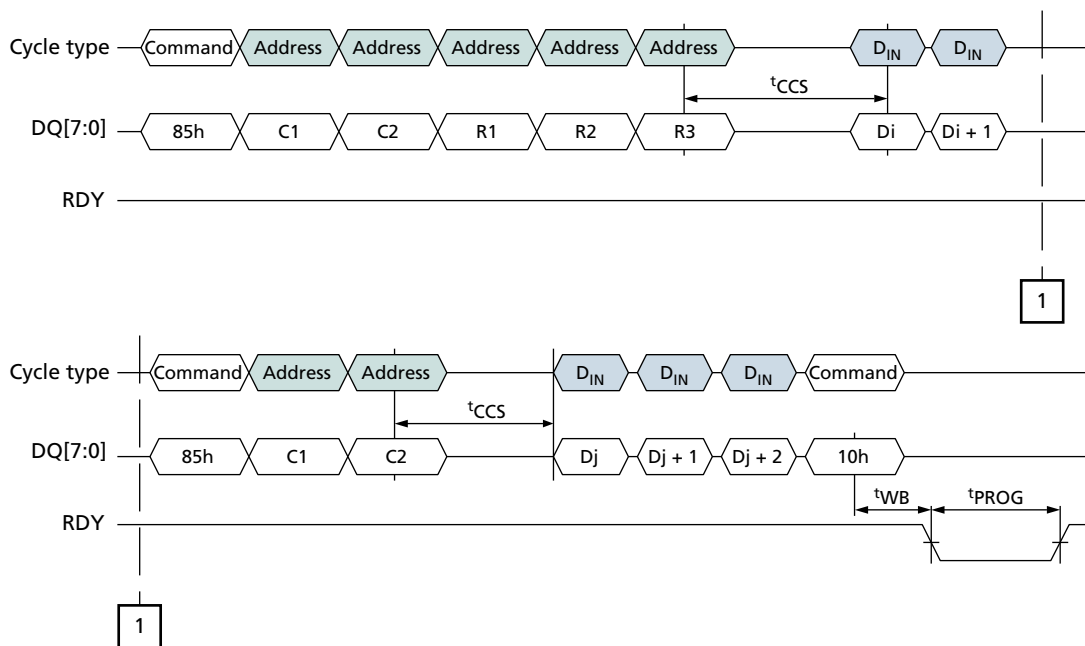 Cycle type Command Address Address Address Address Address DIN DIN
tCCS
DQ[7:0] 85h C1 C2 R1 R2 R3 Di Di + 1
RDY
1
Cycle type Command Address Address DIN DIN DIN Command
tCCS
DQ[7:0] 85h C1 C2 Dj Dj + 1 Dj + 2 10h
tWB tPROG
RDY
1